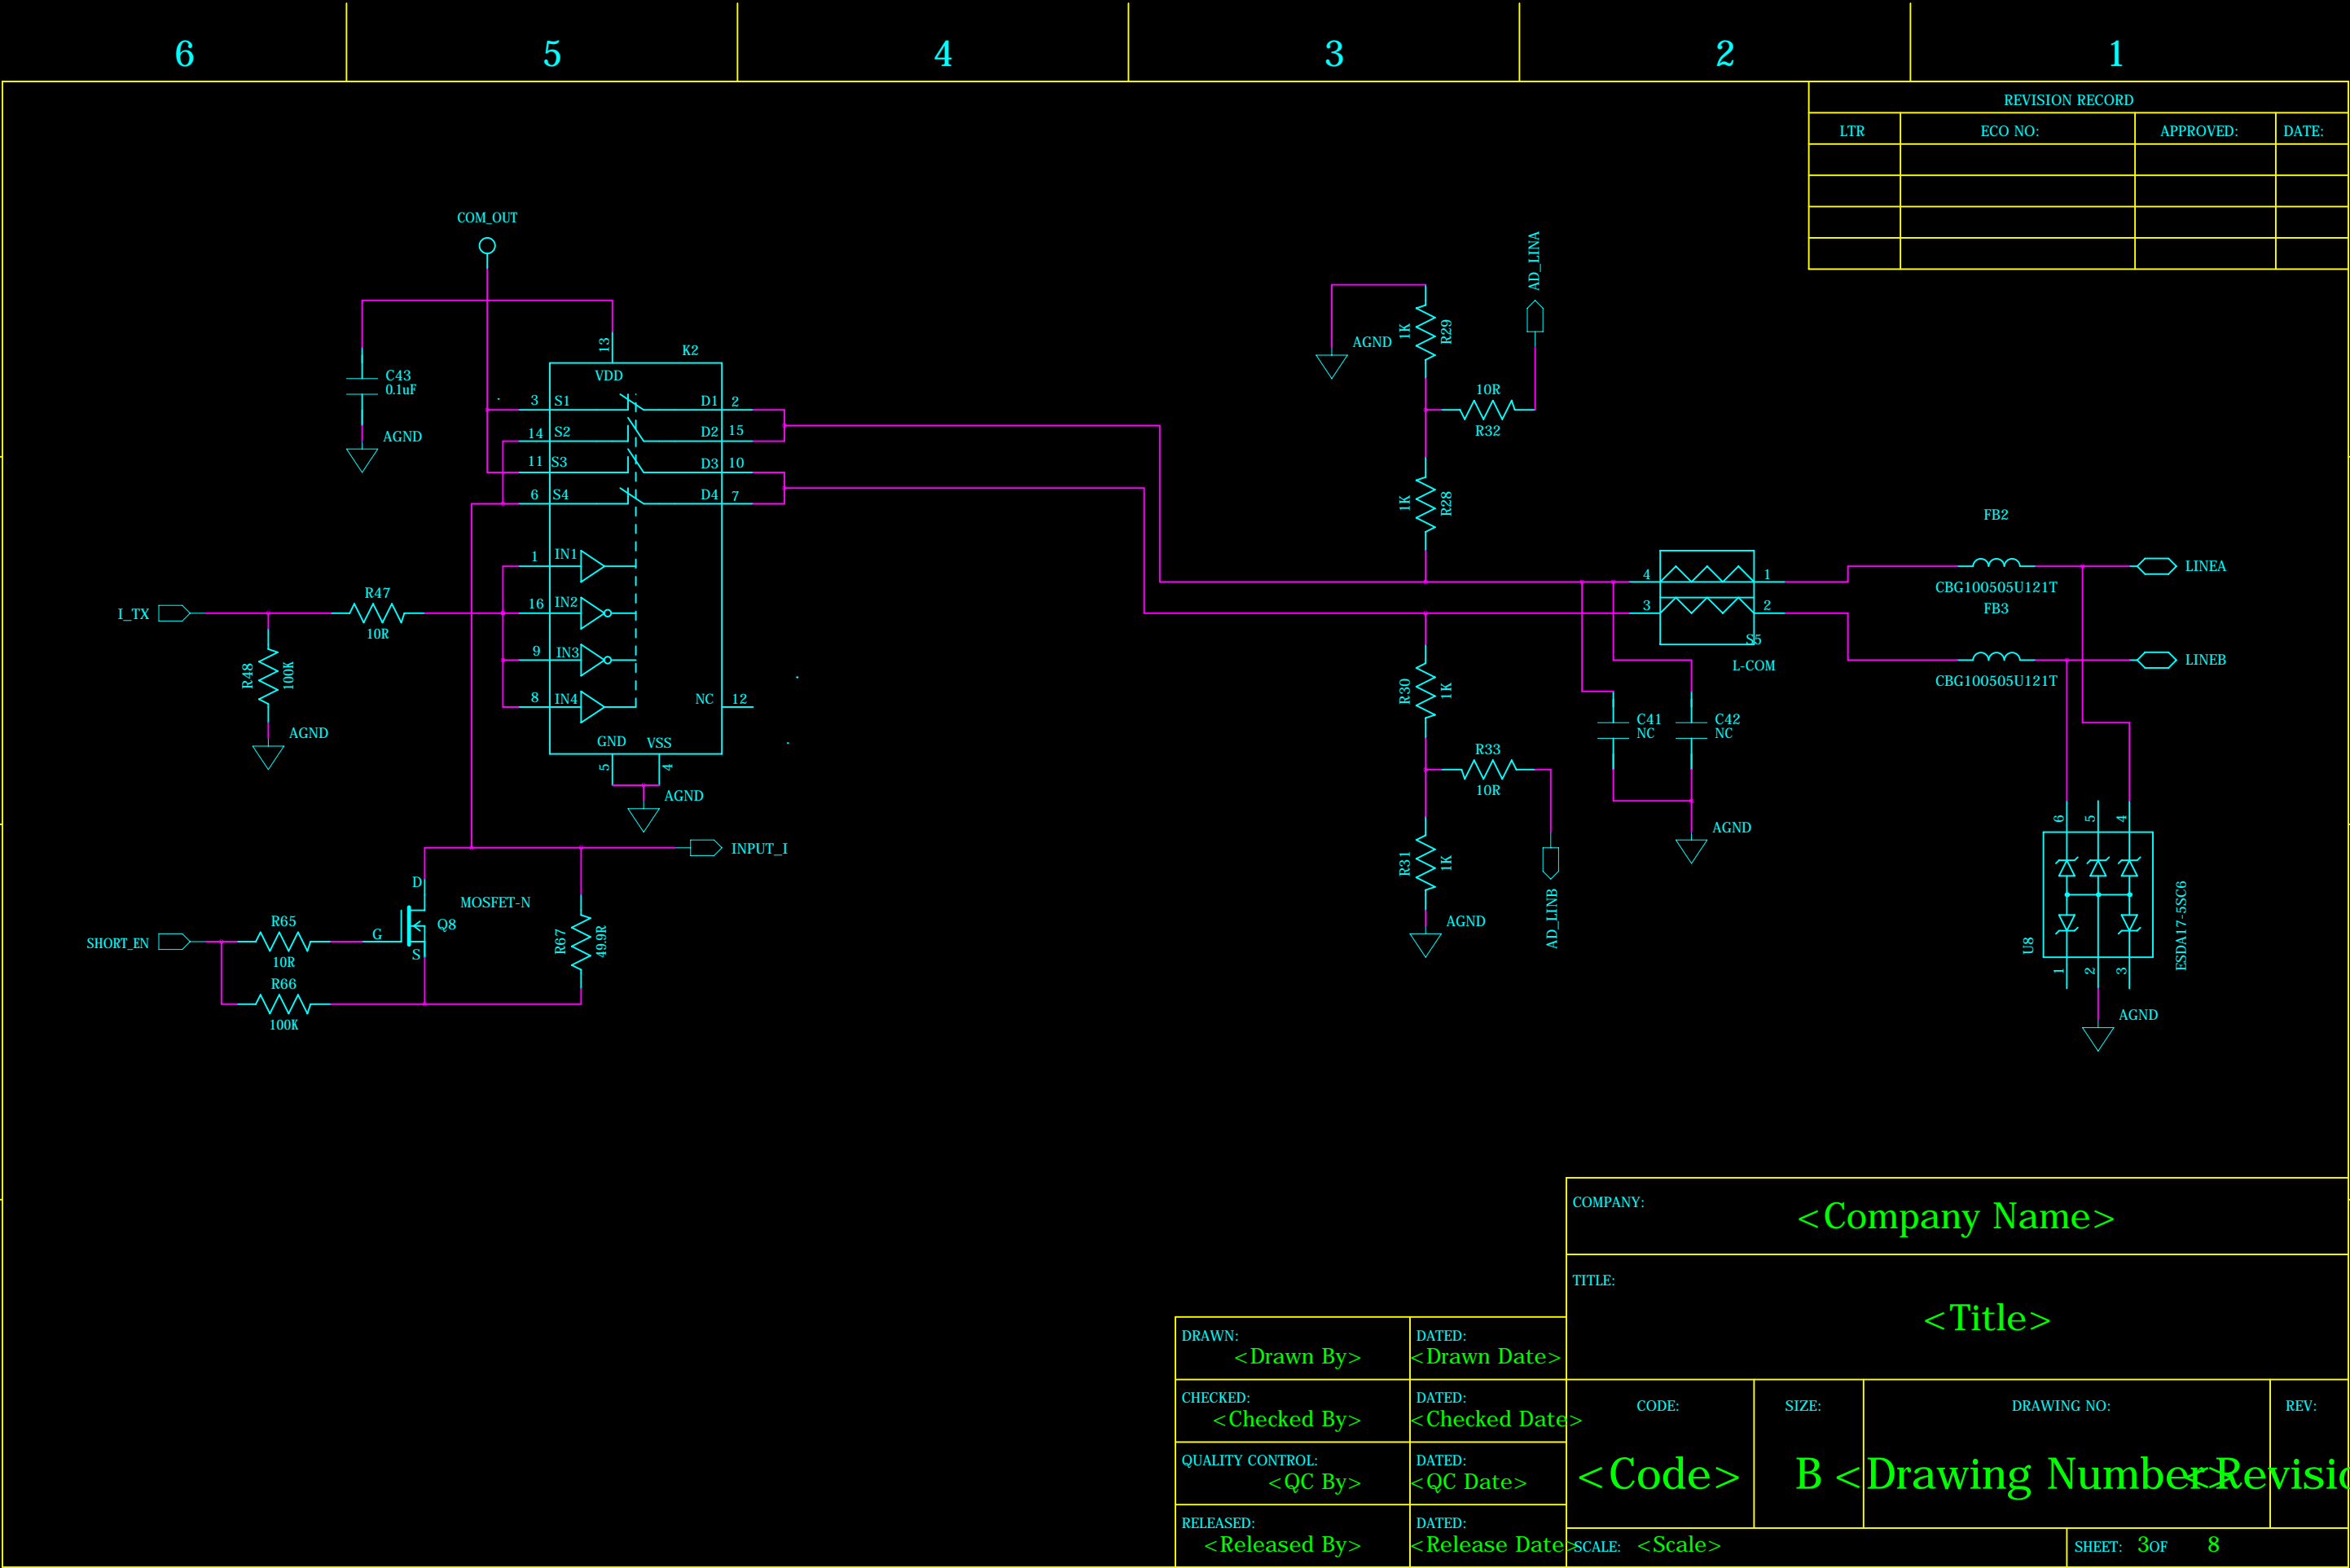 6 5 4 3 2 1
REVISION RECORD
LTR ECO NO: APPROVED: DATE:
COM_OUT
AD_LINA
AGND
1K
R29
13
K2
VDD
C43
0.1uF
AGND
10R
R32
3 S1 D1 2
14 S2 D2 15
11 S3 D3 10
6 S4 D4 7
1K
R28
FB2
1 IN1
4 1
LINEA
CBG100505U121T
I_TX
R47
10R
16 IN2
3 2
FB3
S5
L-COM
9 IN3
LINEB
CBG100505U121T
R48
100K
8 IN4
NC 12
R30
1K
C41
NC
C42
NC
AGND
GND VSS
5 4
AGND
R33
10R
AGND
INPUT_I
R31
1K
AGND
AD_LINB
6 5 4
D
MOSFET-N
G
Q8
S
SHORT_EN
R65
10R
R66
100K
R67
49.9R
U8
ESDA17-5SC6
1 2 3
AGND
COMPANY:
<Company Name>
TITLE:
<Title>
DRAWN:
<Drawn By>
DATED:
<Drawn Date>
CHECKED:
<Checked By>
DATED:
<Checked Date>
QUALITY CONTROL:
<QC By>
DATED:
<QC Date>
RELEASED:
<Released By>
DATED:
<Release Date>
CODE:
<Code>
SIZE:
B
DRAWING NO:
<Drawing Number>
REV:
<Revisio
SCALE: <Scale>
SHEET: 3 OF 8